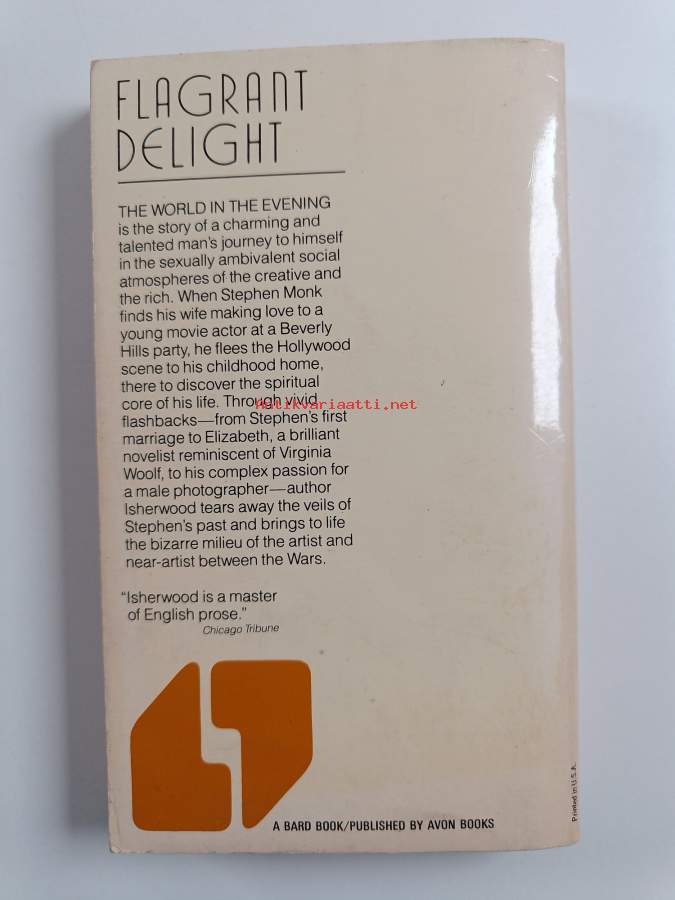 FLAGRANT
DELIGHT
THE WORLD IN THE EVENING
is the story of a charming and
talented man's journey to himself
in the sexually ambivalent social
atmospheres of the creative and
the rich. When Stephen Monk
finds his wife making love to a
young movie actor at a Beverly
Hills party, he flees the Hollywood
scene to his childhood home,
there to discover the spiritual
core of his life. Through vivid
Antikvariaatti.net
flashbacks—from Stephen's first
marriage to Elizabeth, a brilliant
novelist reminiscent of Virginia
Woolf, to his complex passion for
a male photographer—author
Isherwood tears away the veils of
Stephen's past and brings to life
the bizarre milieu of the artist and
near-artist between the Wars.
"Isherwood is a master
of English prose."
Chicago Tribune
A BARD BOOK/PUBLISHED BY AVON BOOKS
Printed in U.S.A.